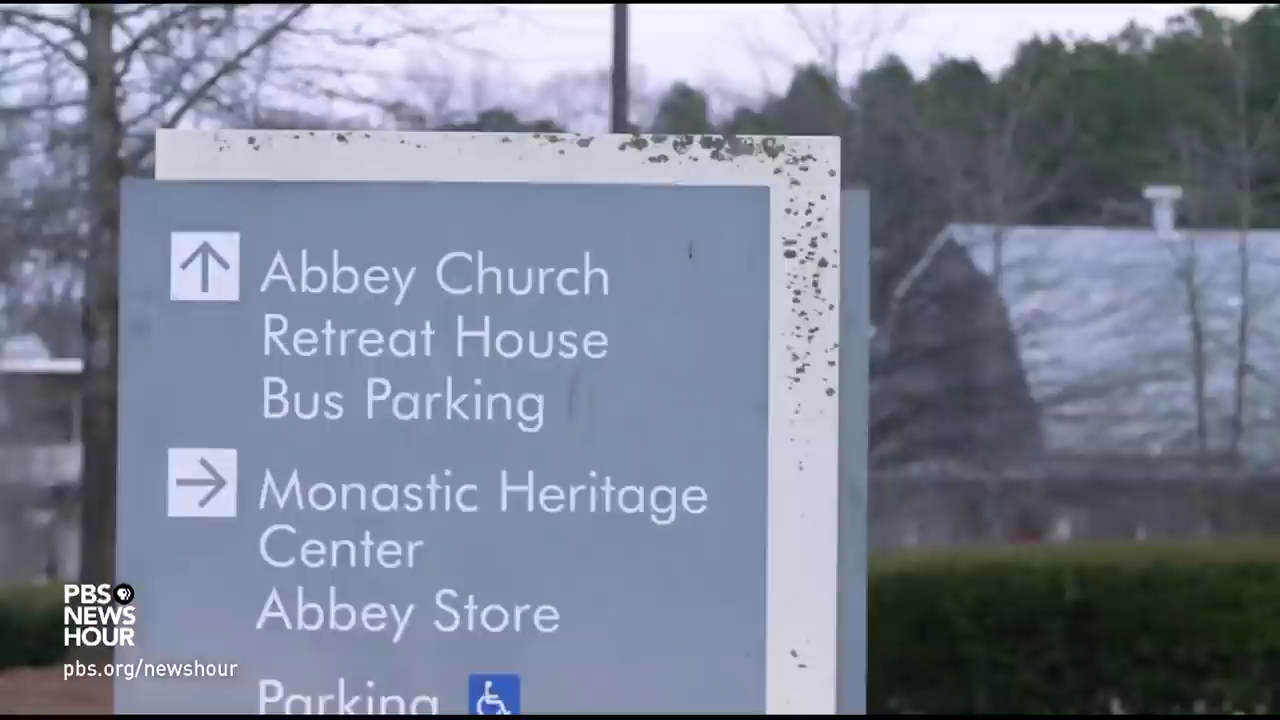 Abbey Church
Retreat House
Bus Parking
Monastic Heritage
Center
Abbey Store
Parking
PBS
NEWS
HOUR
pbs.org/newshour